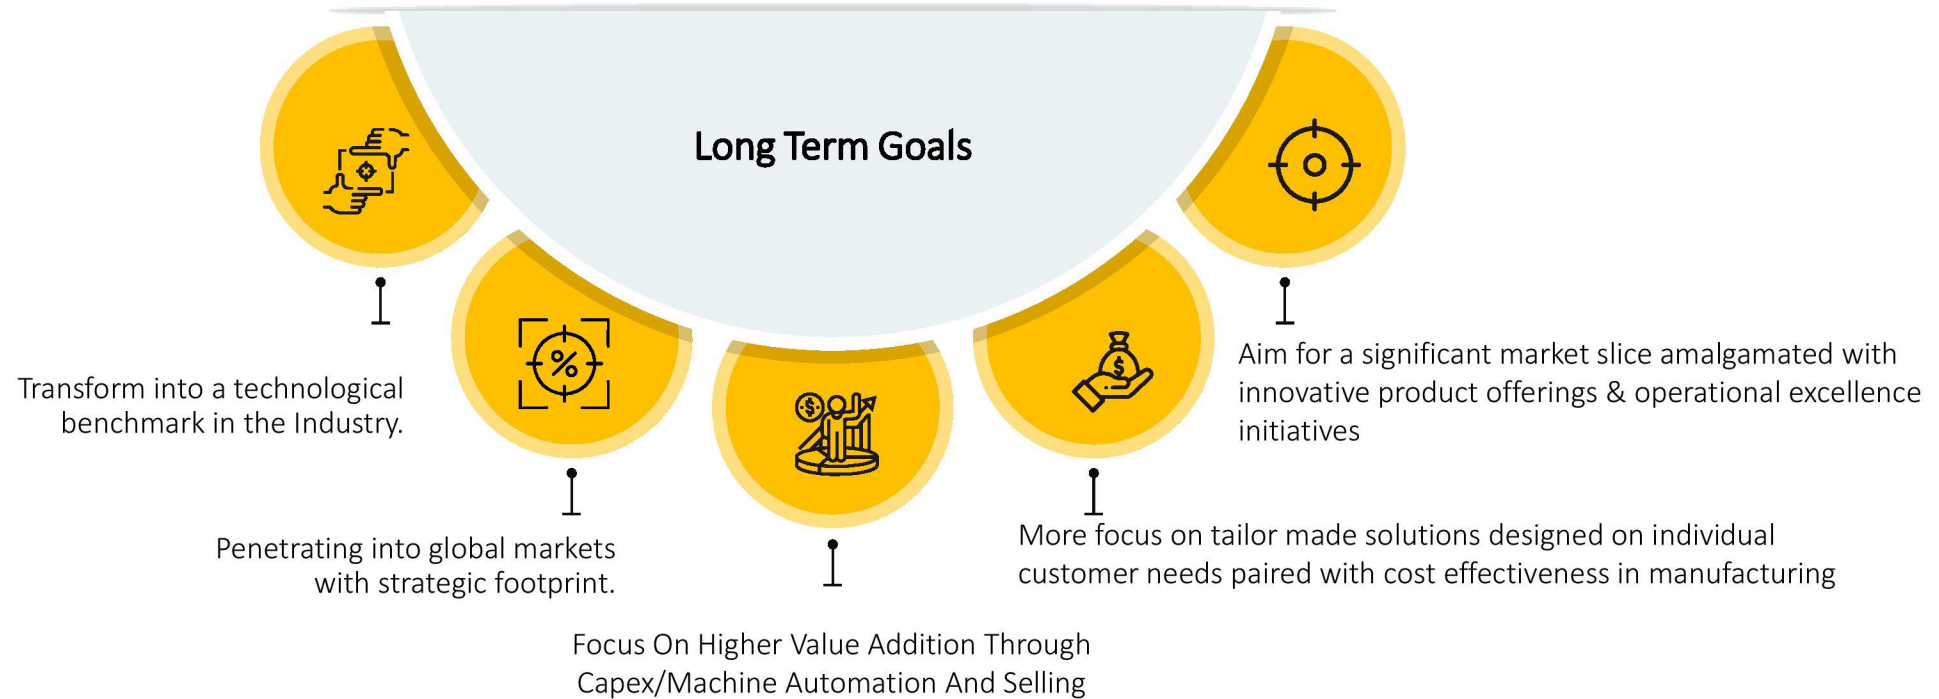 Long Term Goals
Transform into a technological
benchmark in the Industry.
Penetrating into global markets
with strategic footprint.
Focus On Higher Value Addition Through
Capex/Machine Automation And Selling
More focus on tailor made solutions designed on individual
customer needs paired with cost effectiveness in manufacturing
Aim for a significant market slice amalgamated with
innovative product offerings & operational excellence
initiatives
%
$
$